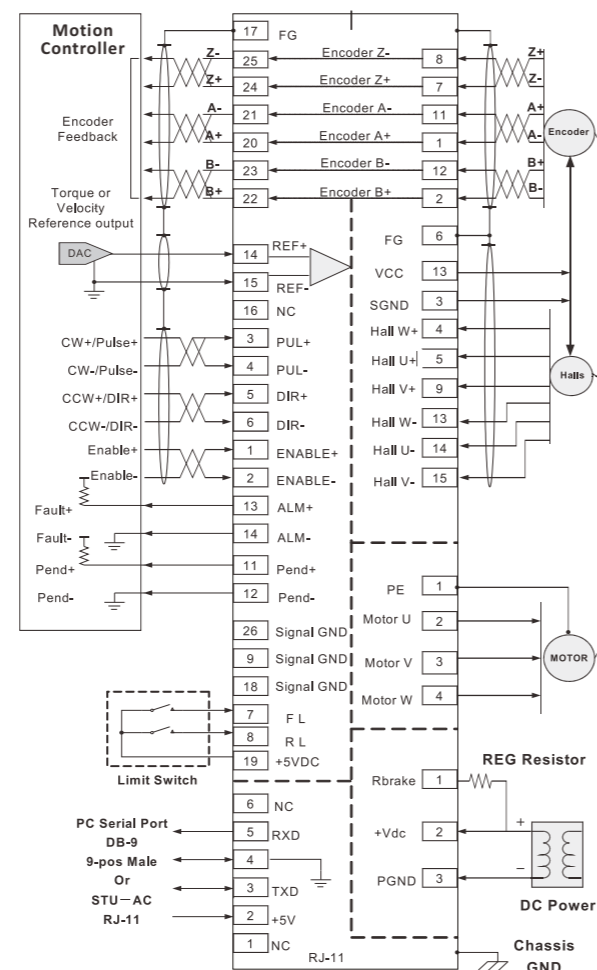 Motion
Controller
17
FG
Z-
25
Encoder Z-
8
Z+
Z+
24
Encoder Z+
7
Z-
A-
21
Encoder A-
11
A+
Encoder
Feedback
A+
20
Encoder A+
1
A-
Encoder
B-
23
Encoder B-
12
B+
B+
22
Encoder B+
2
B-
Torque or
Velocity
Reference output
DAC
14
REF+
15
REF-
16
NC
FG
6
VCC
13
SGND
3
Hall W+
4
Hall U+
5
Hall V+
9
Hall W-
13
Hall U-
14
Hall V-
15
Halls
CW+/Pulse+
3
PUL+
CW-/Pulse-
4
PUL-
CCW+/DIR+
5
DIR+
CCW-/DIR-
6
DIR-
Enable+
1
ENABLE+
Enable-
2
ENABLE-
Fault+
13
ALM+
Fault-
14
ALM-
Pend+
11
Pend+
Pend-
12
Pend-
26
Signal GND
9
Signal GND
18
Signal GND
PE
1
Motor U
2
Motor V
3
Motor W
4
MOTOR
7
F L
8
R L
19
+5VDC
Limit Switch
REG Resistor
Rbrake
1
+Vdc
2
+
PGND
3
-
DC Power
6
NC
PC Serial Port
DB-9
9-pos Male
Or
STU-AC
RJ-11
5
RXD
4
3
TXD
2
+5V
1
NC
RJ-11
Chassis
GND